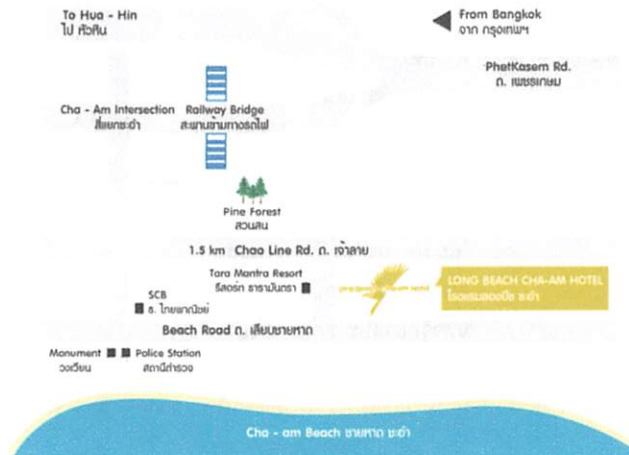 To Hua - Hin
ไป หัวหิน
From Bangkok
จาก กรุงเทพฯ
PhetKasem Rd.
ถ. เพชรเกษม
Cha - Am Intersection
สี่แยกชะอำ
Railway Bridge
สะพานข้ามทางรถไฟ
Pine Forest
สวนสน
1.5 km Chao Line Rd. ถ. เจ้าลาย
Tara Mantra Resort
รีสอร์ท ธารามันตรา
LONG BEACH CHA-AM HOTEL
โรงแรมลองบีช ชะอำ
SCB
ธ. ไทยพาณิชย์
Beach Road ถ. เลียบชายหาด
Monument
วงเวียน
Police Station
สถานีตำรวจ
Cha - am Beach ชายหาด ชะอำ